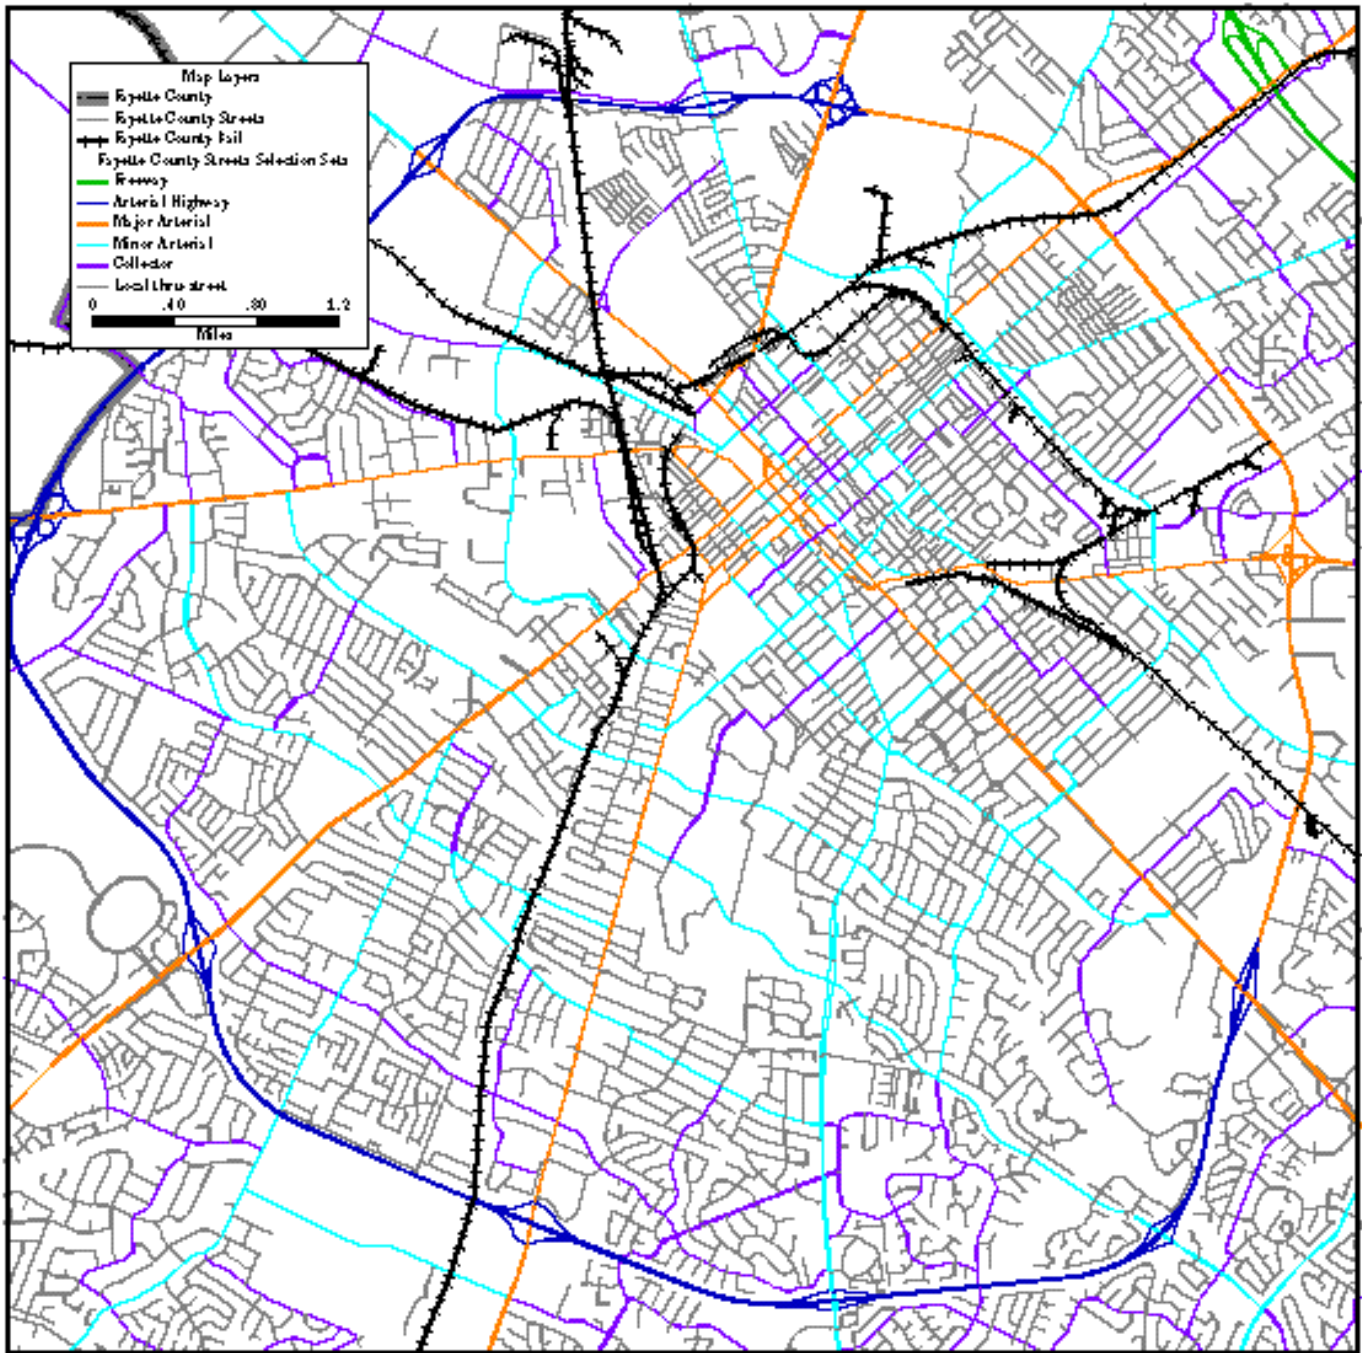 Map Layers
Fayette County
Fayette County Streets
Fayette County Rail
Fayette County Streets Selection Sets
Freeway
Arterial Highway
Major Arterial
Minor Arterial
Collector
Local thru street
0 .40 .80 1.2
Miles